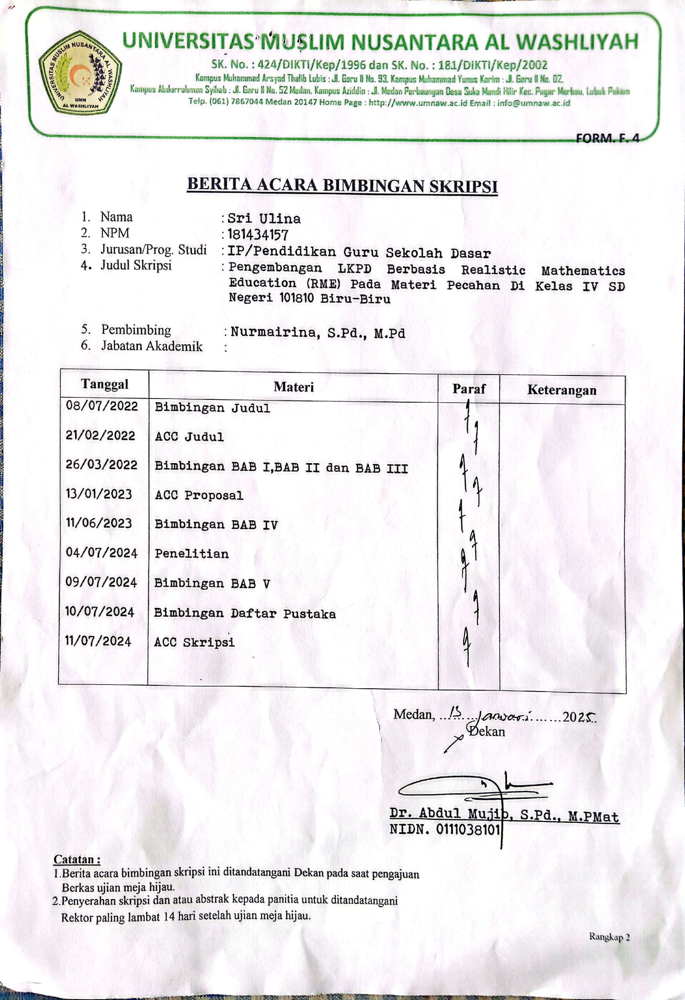 UNIVERSITAS MUSLIM NUSANTARA AL WASHLIYAH
SK. No. : 424/DIKTI/Kep/1996 dan SK. No. : 181/DIKTI/Kep/2002
Kampus Muhammad Arsyad Thalib Lubis : Jl. Garu II No. 93, Kampus Muhammad Yunus Karim : Jl. Garu II No. 02,
Kampus Abdurrahman Syihab : Jl. Garu II No. 52 Medan, Kampus Aziddin : Jl. Medan Perbaungan Desa Suka Mandi Hilir Kec. Pagar Merbau, Lubuk Pakam
Telp. (061) 7867044 Medan 20147 Home Page : http://www.umnaw.ac.id Email : info@umnaw.ac.id
UNIVERSITAS MUSLIM NUSANTARA AL WASHLIYAH
UMN
AL WASHLIYAH
FORM. F. 4
BERITA ACARA BIMBINGAN SKRIPSI
1. Nama : Sri Ulina
2. NPM : 181434157
3. Jurusan/Prog. Studi : IP/Pendidikan Guru Sekolah Dasar
4. Judul Skripsi : Pengembangan LKPD Berbasis Realistic Mathematics
Education (RME) Pada Materi Pecahan Di Kelas IV SD
Negeri 101810 Biru-Biru
5. Pembimbing : Nurmairina, S.Pd., M.Pd
6. Jabatan Akademik :
Tanggal Materi Paraf Keterangan
08/07/2022 Bimbingan Judul
21/02/2022 ACC Judul
26/03/2022 Bimbingan BAB I,BAB II dan BAB III
13/01/2023 ACC Proposal
11/06/2023 Bimbingan BAB IV
04/07/2024 Penelitian
09/07/2024 Bimbingan BAB V
10/07/2024 Bimbingan Daftar Pustaka
11/07/2024 ACC Skripsi
Medan, ...13...Januari.......2025.
Dekan
Dr. Abdul Mujib, S.Pd., M.PMat
NIDN. 0111038101
Catatan :
1.Berita acara bimbingan skripsi ini ditandatangani Dekan pada saat pengajuan
Berkas ujian meja hijau.
2.Penyerahan skripsi dan atau abstrak kepada panitia untuk ditandatangani
Rektor paling lambat 14 hari setelah ujian meja hijau.
Rangkap 2